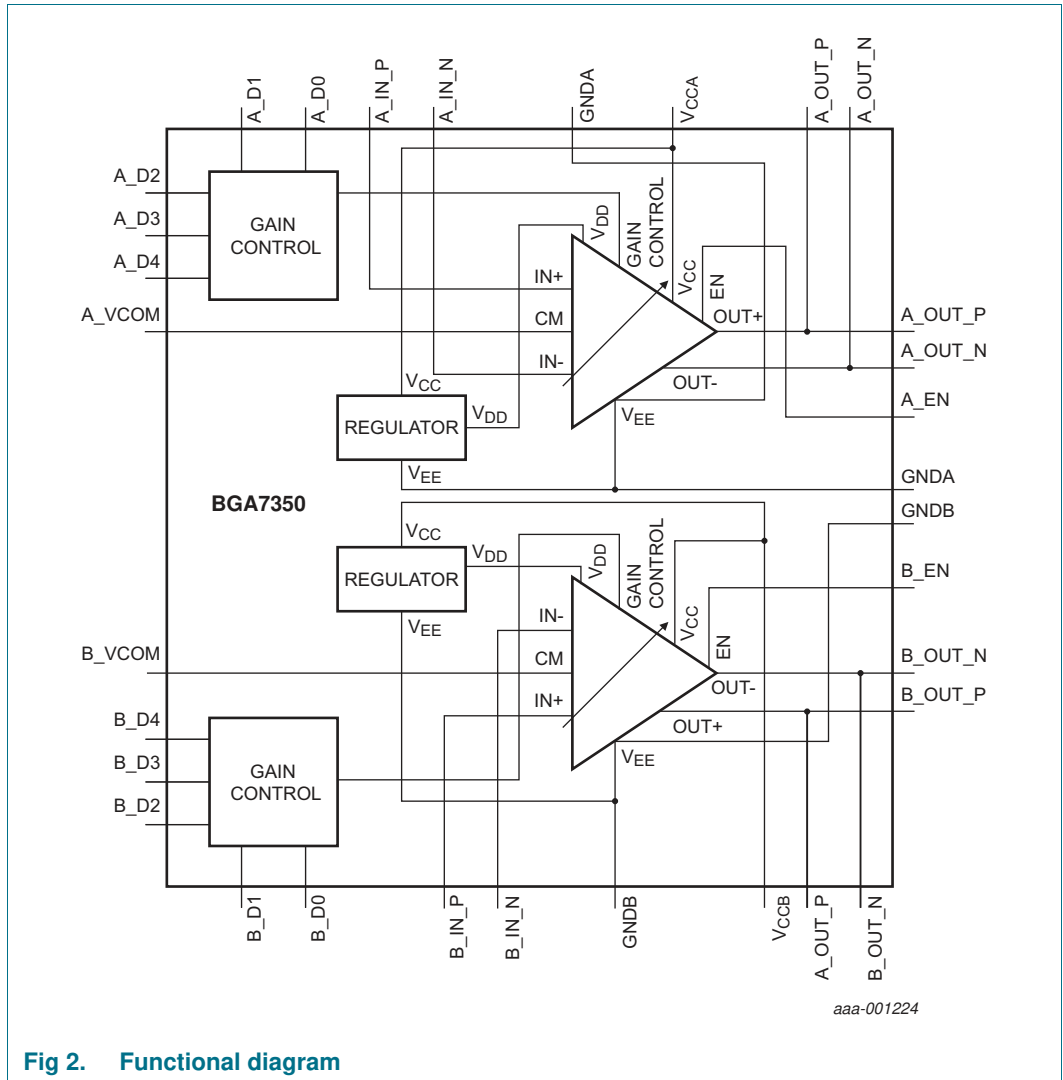 A_D1
A_D0
A_IN_P
A_IN_N
GNDA
VCCA
A_OUT_P
A_OUT_N
A_D2
A_D3
A_D4
GAIN
CONTROL
VDD
GAIN
CONTROL
VCC
EN
IN+
A_VCOM
CM
OUT+
A_OUT_P
IN-
A_OUT_N
OUT-
VCC
REGULATOR
VDD
VEE
A_EN
VEE
GNDA
BGA7350
GNDB
VCC
REGULATOR
VDD
VEE
VDD
GAIN
CONTROL
VCC
EN
B_EN
IN-
B_VCOM
CM
B_OUT_N
OUT-
B_OUT_P
IN+
OUT+
VEE
B_D4
B_D3
B_D2
GAIN
CONTROL
B_D1
B_D0
B_IN_P
B_IN_N
GNDB
VCCB
A_OUT_P
B_OUT_N
aaa-001224
Fig 2. Functional diagram